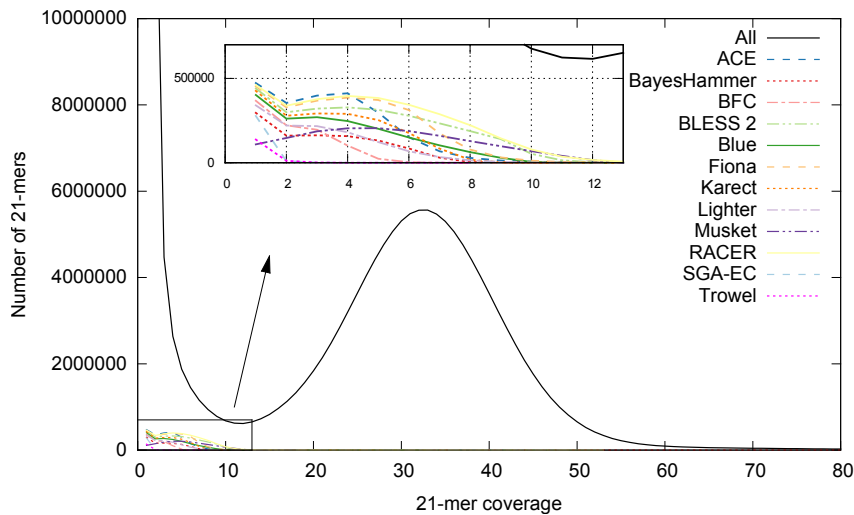 10000000
8000000
6000000
4000000
2000000
0
Number of 21-mers
500000
0
0 2 4 6 8 10 12
All
ACE
BayesHammer
BFC
BLESS 2
Blue
Fiona
Karect
Lighter
Musket
RACER
SGA-EC
Trowel
0 10 20 30 40 50 60 70 80
21-mer coverage